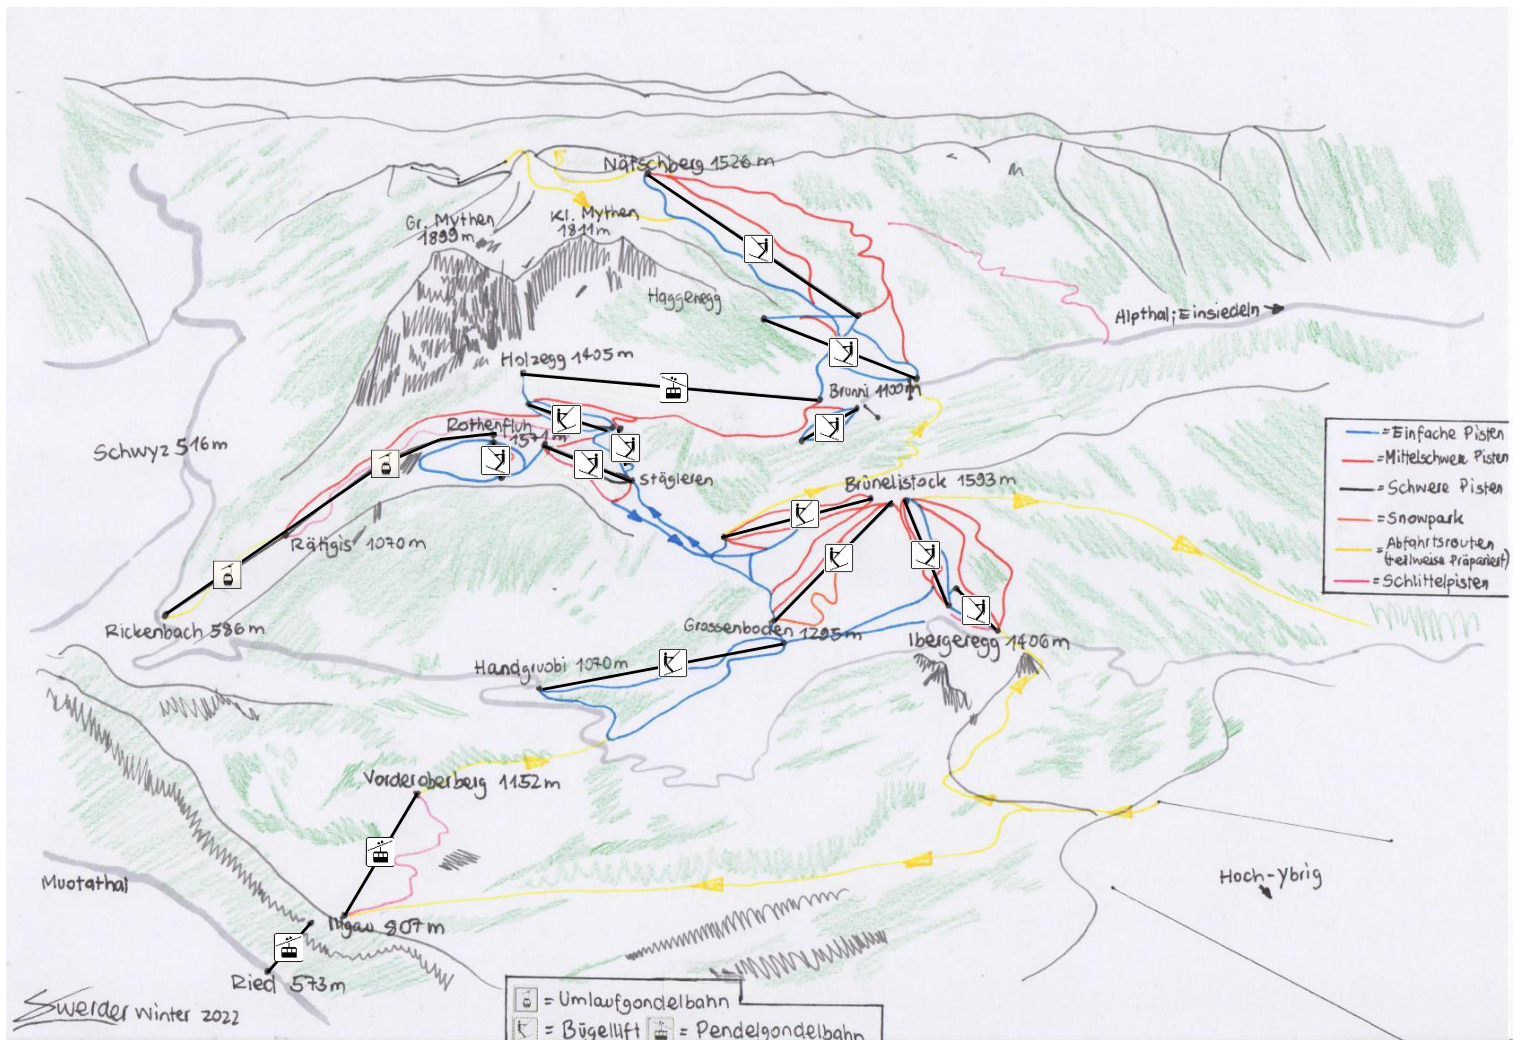 Nätschberg 1526 m
Gr. Mythen
1899 m
Kl. Mythen
1811 m
Haggenegg
Alpthal; Einsiedeln
Holzegg 1405 m
Brunni 1100 m
Rothenfluh
1571 m
Schwyz 516 m
Stägleren
Brünelistock 1593 m
= Einfache Pisten
= Mittelschwere Pisten
= Schwere Pisten
= Snowpark
= Abfahrtsrouten
(teilweise Präpariert)
= Schlittelpisten
Rätigis 1070 m
Rickenbach 586 m
Grossenboden 1295 m
Ibergeregg 1406 m
Handgruobi 1070 m
Vorderoberberg 1152 m
Muotathal
Hoch-Ybrig
Illgau 807 m
Ried 573 m
Swerder Winter 2022
= Umlaufgondelbahn
= Bügellift
= Pendelgondelbahn